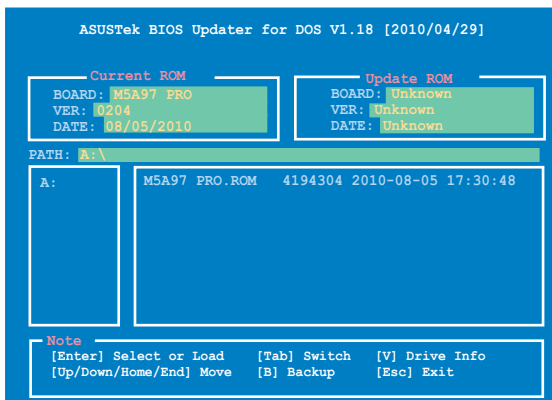 ASUSTek BIOS Updater for DOS V1.18 [2010/04/29]
Current ROM
BOARD: M5A97 PRO
VER: 0204
DATE: 08/05/2010
Update ROM
BOARD: Unknown
VER: Unknown
DATE: Unknown
PATH: A:\
A:
M5A97 PRO.ROM 4194304 2010-08-05 17:30:48
Note
[Enter] Select or Load [Tab] Switch [V] Drive Info
[Up/Down/Home/End] Move [B] Backup [Esc] Exit